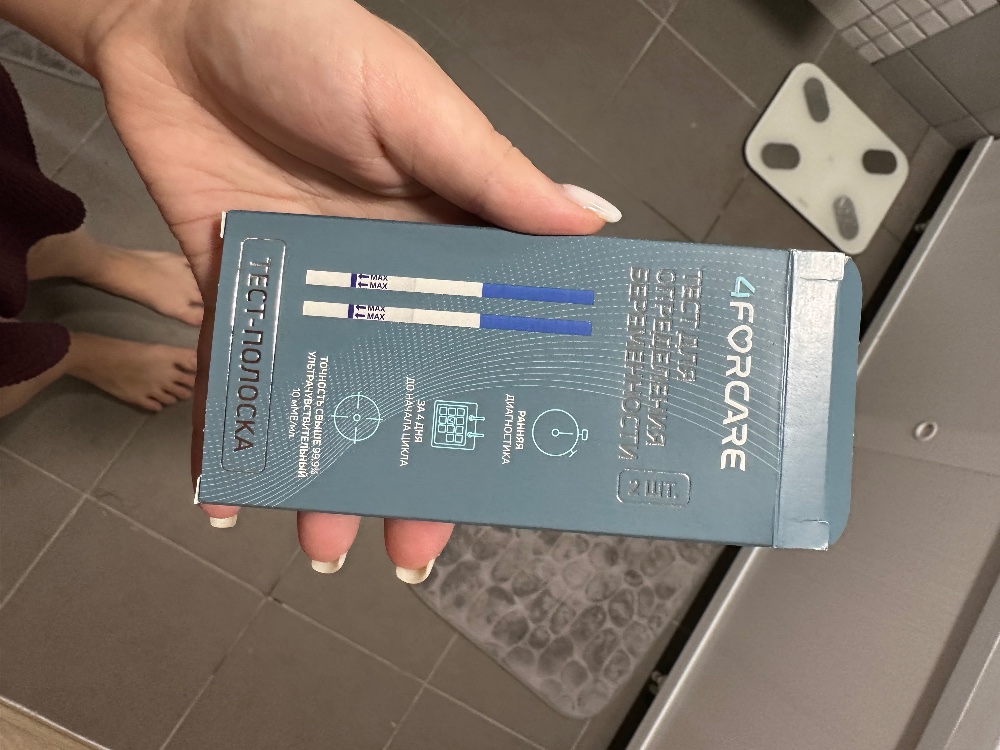 4FORCARE
ТЕСТ ДЛЯ
ОПРЕДЕЛЕНИЯ
БЕРЕМЕННОСТИ
2 ШТ.
РАННЯЯ
ДИАГНОСТИКА
ЗА 4 ДНЯ
ДО НАЧАЛА ЦИКЛА
MAX
MAX
MAX
MAX
ТОЧНОСТЬ СВЫШЕ 99,9%
УЛЬТРАЧУВСТВИТЕЛЬНЫЙ
10 мМЕ/мл
ТЕСТ-ПОЛОСКА